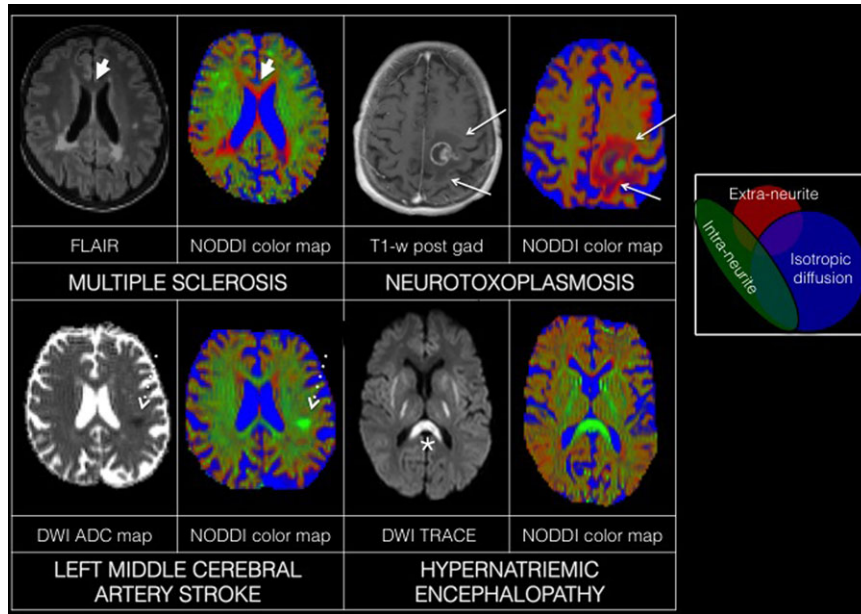 FLAIR
NODDI color map
T1-w post gad
NODDI color map
MULTIPLE SCLEROSIS
NEUROTOXOPLASMOSIS
Extra-neurite
Intra-neurite
Isotropic
diffusion
*
DWI ADC map
NODDI color map
DWI TRACE
NODDI color map
LEFT MIDDLE CEREBRAL
ARTERY STROKE
HYPERNATRIEMIC
ENCEPHALOPATHY